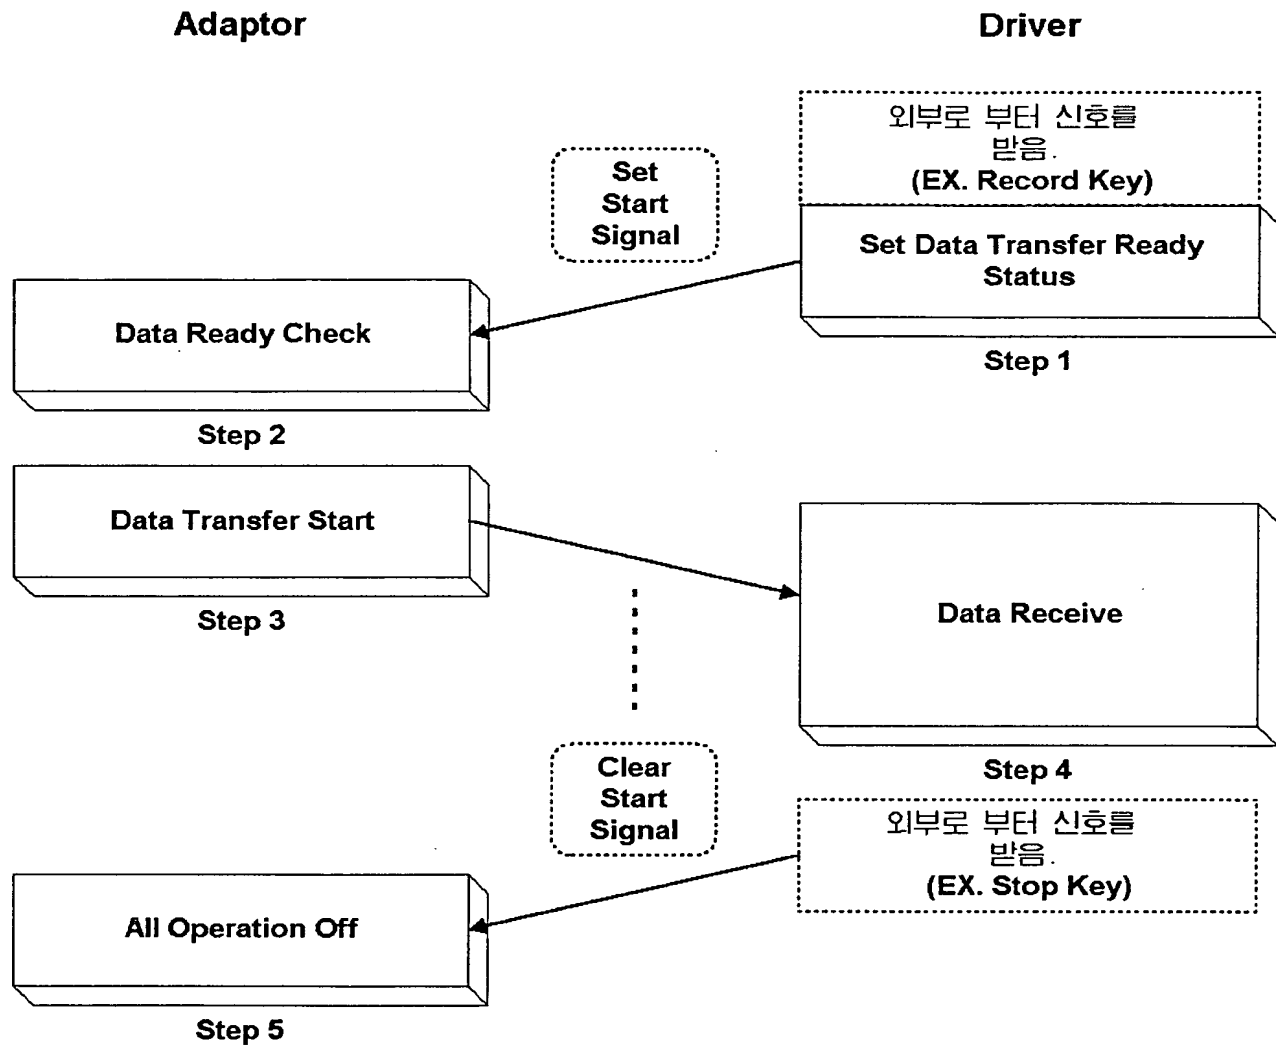 Adaptor
Driver
외부로 부터 신호를
받음.
(EX. Record Key)
Set
Start
Signal
Set Data Transfer Ready
Status
Step 1
Data Ready Check
Step 2
Data Transfer Start
Step 3
Data Receive
Step 4
Clear
Start
Signal
외부로 부터 신호를
받음.
(EX. Stop Key)
All Operation Off
Step 5